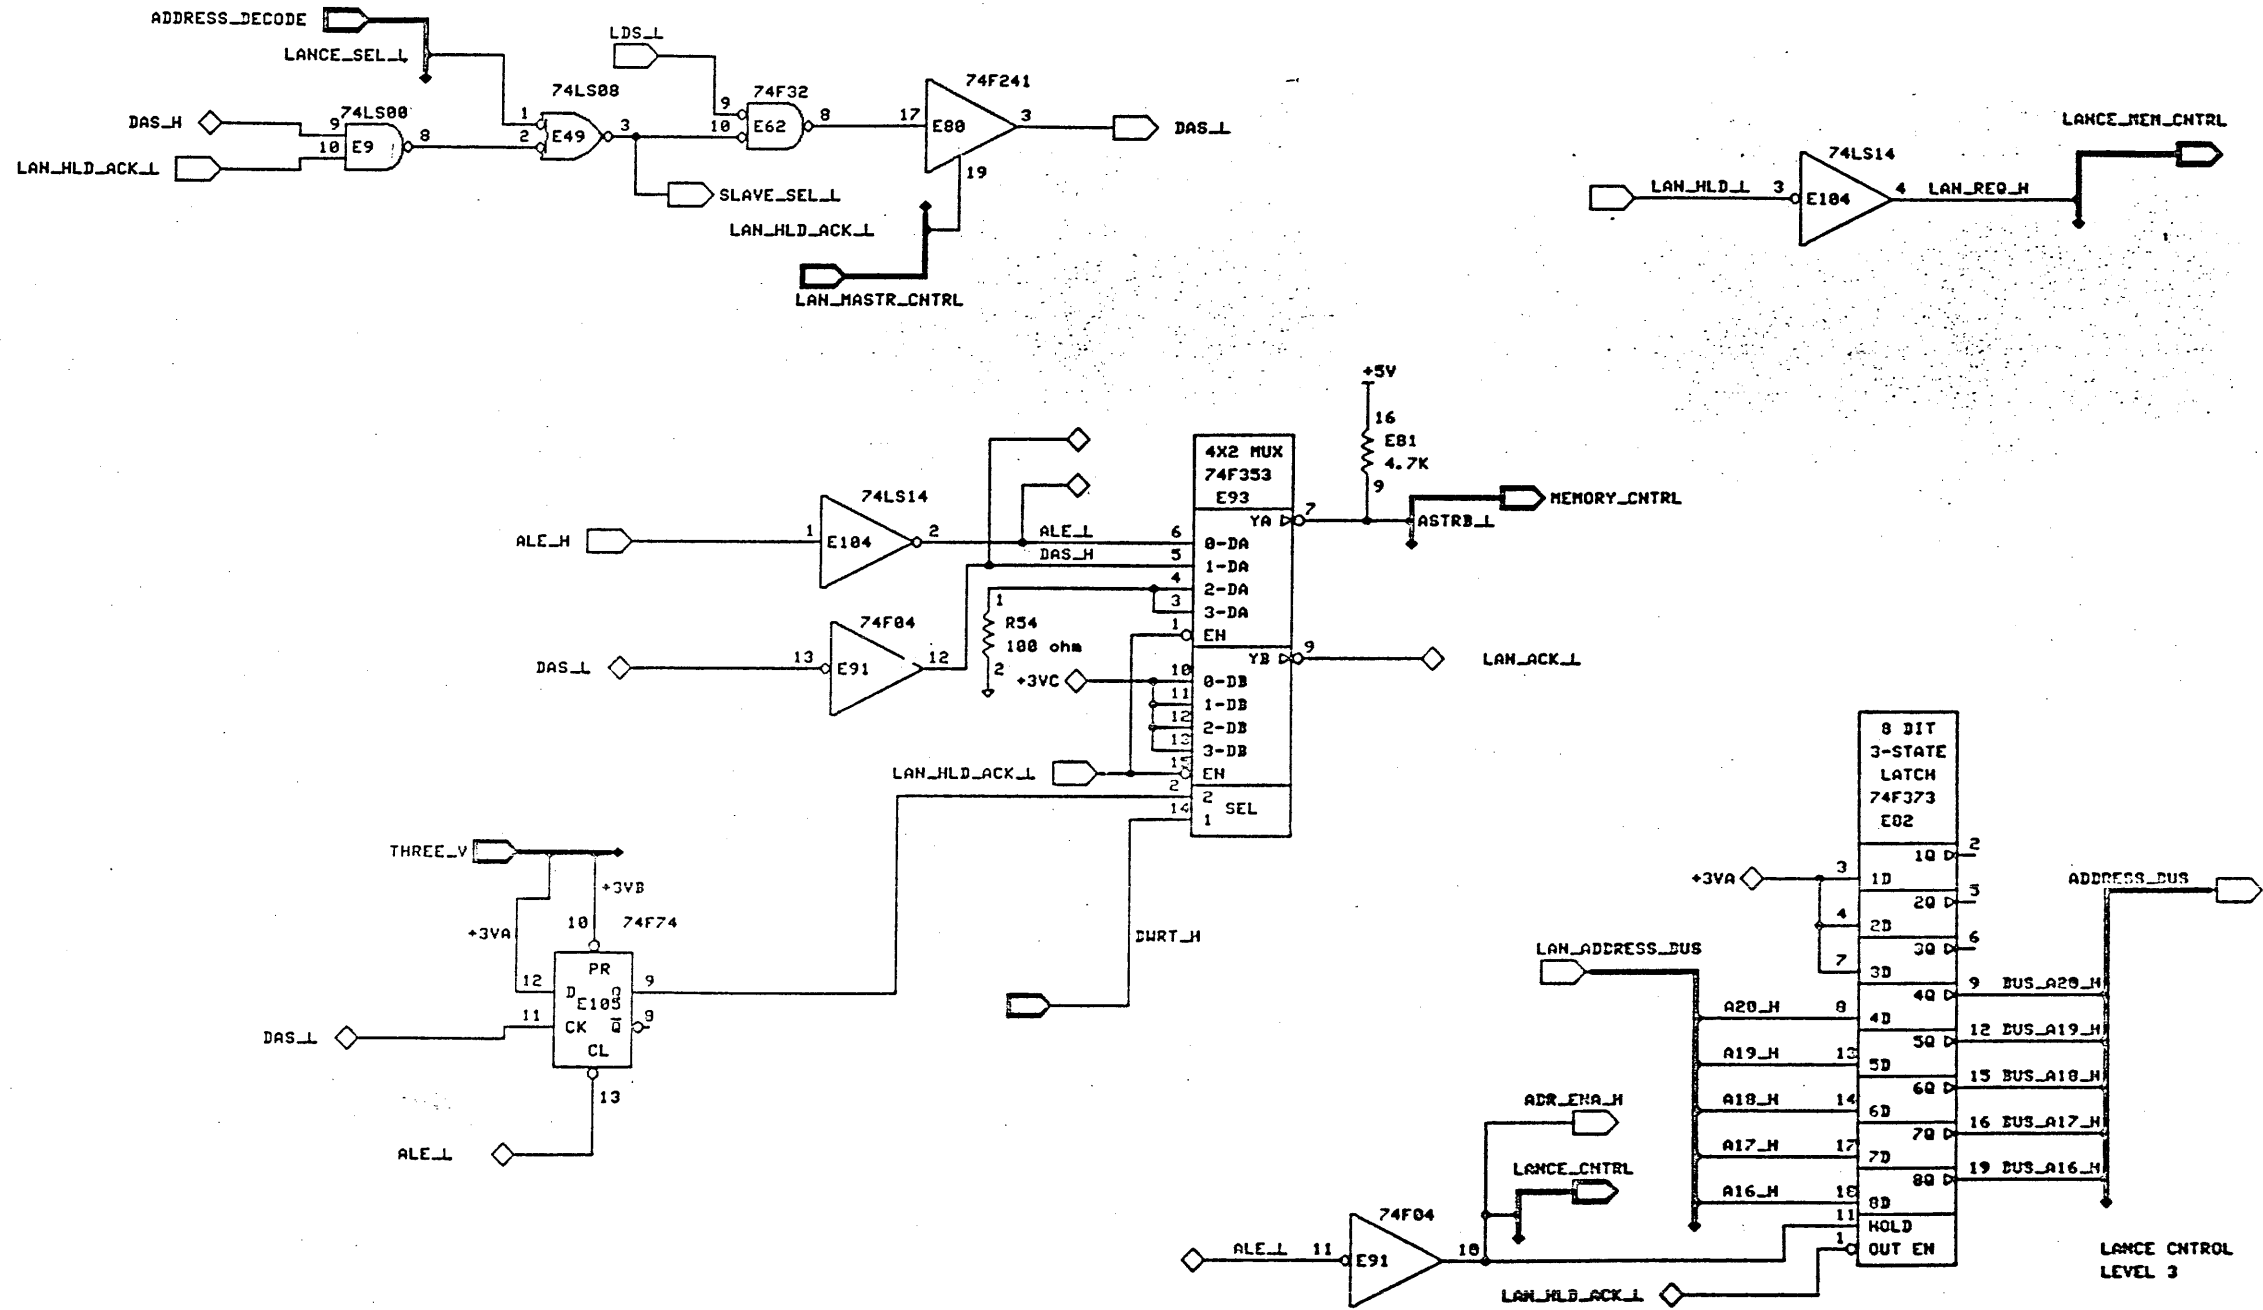 ADDRESS_DECODE
LANCE_SEL_L
LDS_L
74LS08
74F32
74F241
74LS00
DAS_H
9
10
E9
8
1
2
E49
3
9
10
E62
8
17
E80
3
DAS_L
LAN_HLD_ACK_L
SLAVE_SEL_L
19
LAN_HLD_ACK_L
LAN_MASTR_CNTRL
LANCE_MEM_CNTRL
74LS14
LAN_HLD_L
3
E104
4
LAN_REQ_H
+5V
16
E81
4.7K
9
4X2 MUX
74F353
E93
YA
7
ASTRB_L
MEMORY_CNTRL
74LS14
ALE_H
1
E104
2
ALE_L
6
0-DA
DAS_H
5
1-DA
4
2-DA
3
3-DA
1
EN
1
R54
100 ohm
2
74F04
DAS_L
13
E91
12
YB
9
LAN_ACK_L
+3VC
10
0-DB
11
1-DB
12
2-DB
13
3-DB
LAN_HLD_ACK_L
15
EN
2
2
SEL
14
1
THREE_V
+3VB
10
74F74
+3VA
PR
12
D
Q
9
E105
11
CK
Q
8
CL
13
DAS_L
ALE_L
DWRT_H
8 BIT
3-STATE
LATCH
74F373
E82
1Q
2
+3VA
3
1D
2Q
5
4
2D
3Q
6
7
3D
ADDRESS_BUS
LAN_ADDRESS_BUS
4Q
9
BUS_A20_H
A20_H
8
4D
5Q
12
BUS_A19_H
A19_H
13
5D
6Q
15
BUS_A18_H
A18_H
14
6D
7Q
16
BUS_A17_H
A17_H
17
7D
8Q
19
BUS_A16_H
A16_H
18
8D
11
HOLD
1
OUT EN
ADR_ENA_H
LANCE_CNTRL
74F04
ALE_L
11
E91
10
LAN_HLD_ACK_L
LANCE CNTROL
LEVEL 3